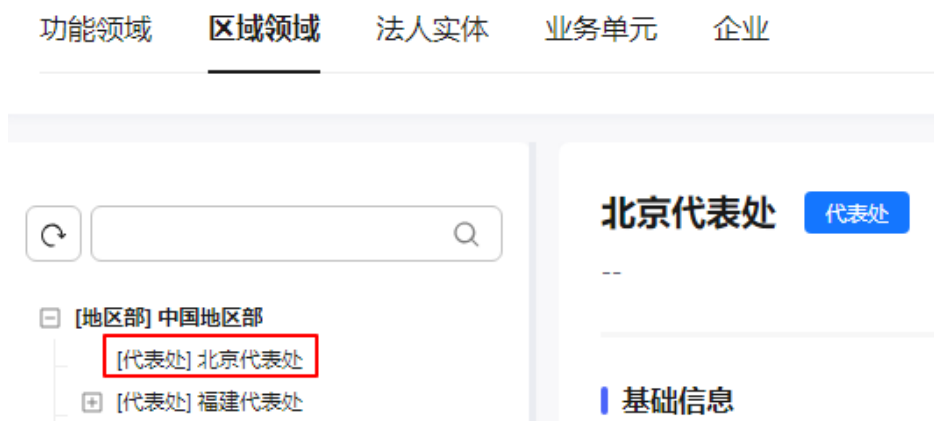 功能领域 区域领域 法人实体 业务单元 企业
北京代表处 代表处
--
[地区部] 中国地区部
[代表处] 北京代表处
[代表处] 福建代表处
基础信息